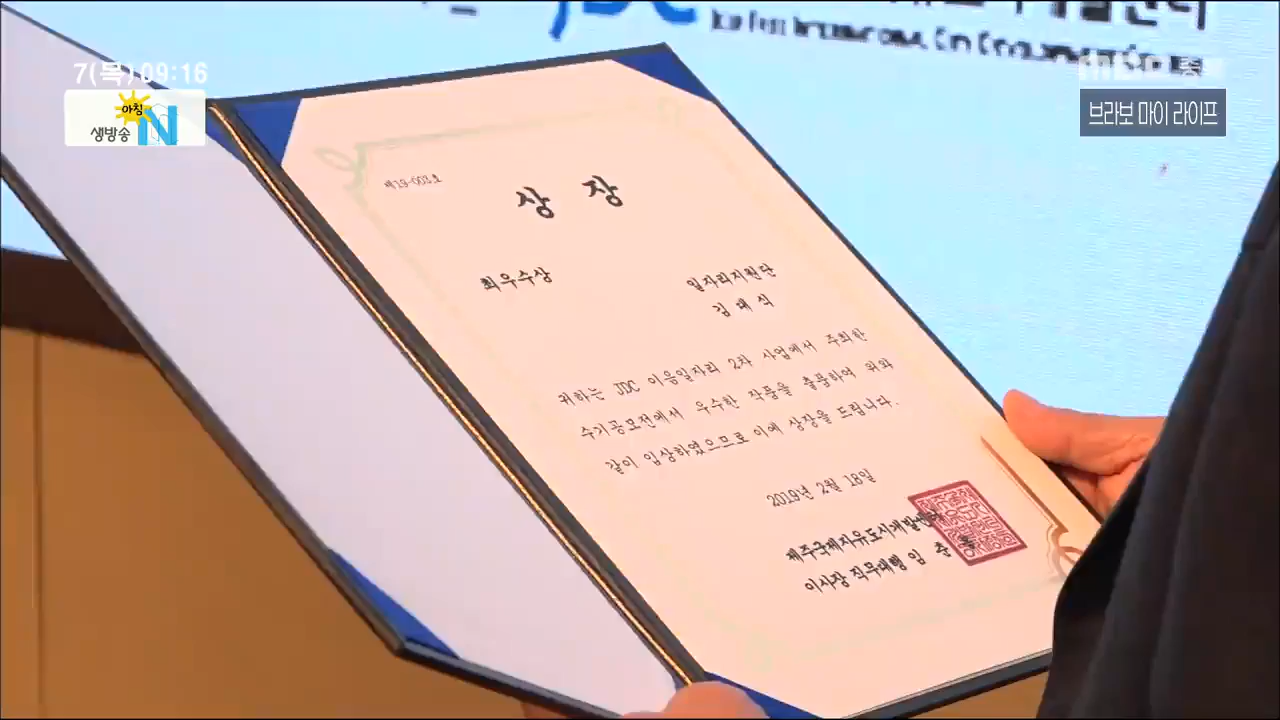 JDC
7(목) 09:16
아침
생방송 N
MBC 충북
브라보 마이 라이프
상 장
최우수상
일자리지원단
김 대 식
귀하는 JDC 이음일자리 2차 사업에서 주최한
수기공모전에서 우수한 작품을 출품하여 위와
같이 입상하였으므로 이에 상장을 드립니다.
2019년 2월 18일
제주국제자유도시개발센터
이사장 직무대행 임 춘